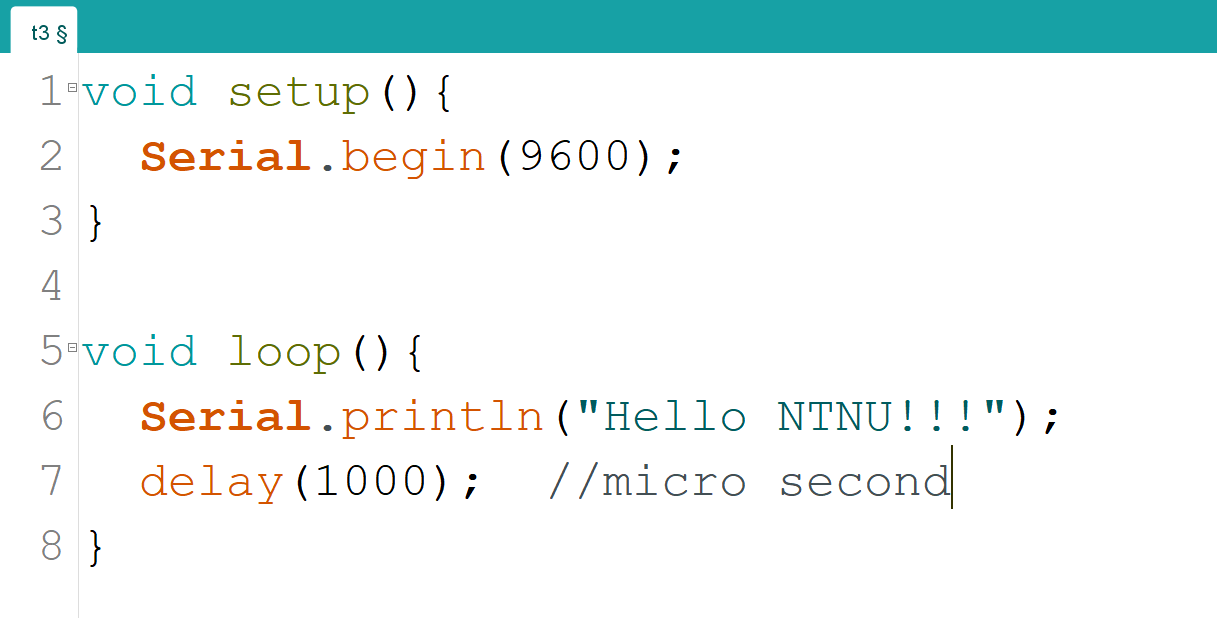 t3 §
1 void setup(){
2   Serial.begin(9600);
3 }
4
5 void loop(){
6   Serial.println("Hello NTNU!!!");
7   delay(1000);  //micro second
8 }